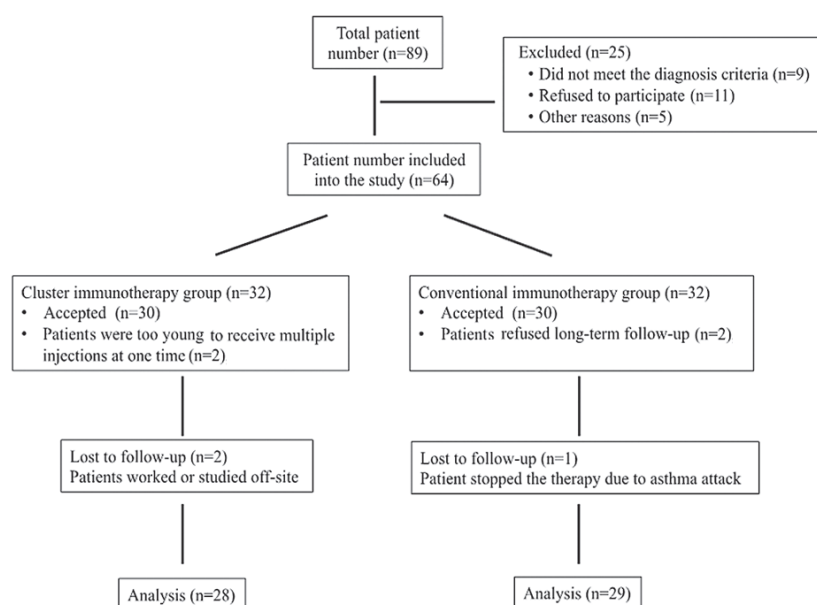 Total patient
number (n=89)
Excluded (n=25)
• Did not meet the diagnosis criteria (n=9)
• Refused to participate (n=11)
• Other reasons (n=5)
Patient number included
into the study (n=64)
Cluster immunotherapy group (n=32)
• Accepted (n=30)
• Patients were too young to receive multiple
injections at one time (n=2)
Conventional immunotherapy group (n=32)
• Accepted (n=30)
• Patients refused long-term follow-up (n=2)
Lost to follow-up (n=2)
Patients worked or studied off-site
Lost to follow-up (n=1)
Patient stopped the therapy due to asthma attack
Analysis (n=28)
Analysis (n=29)